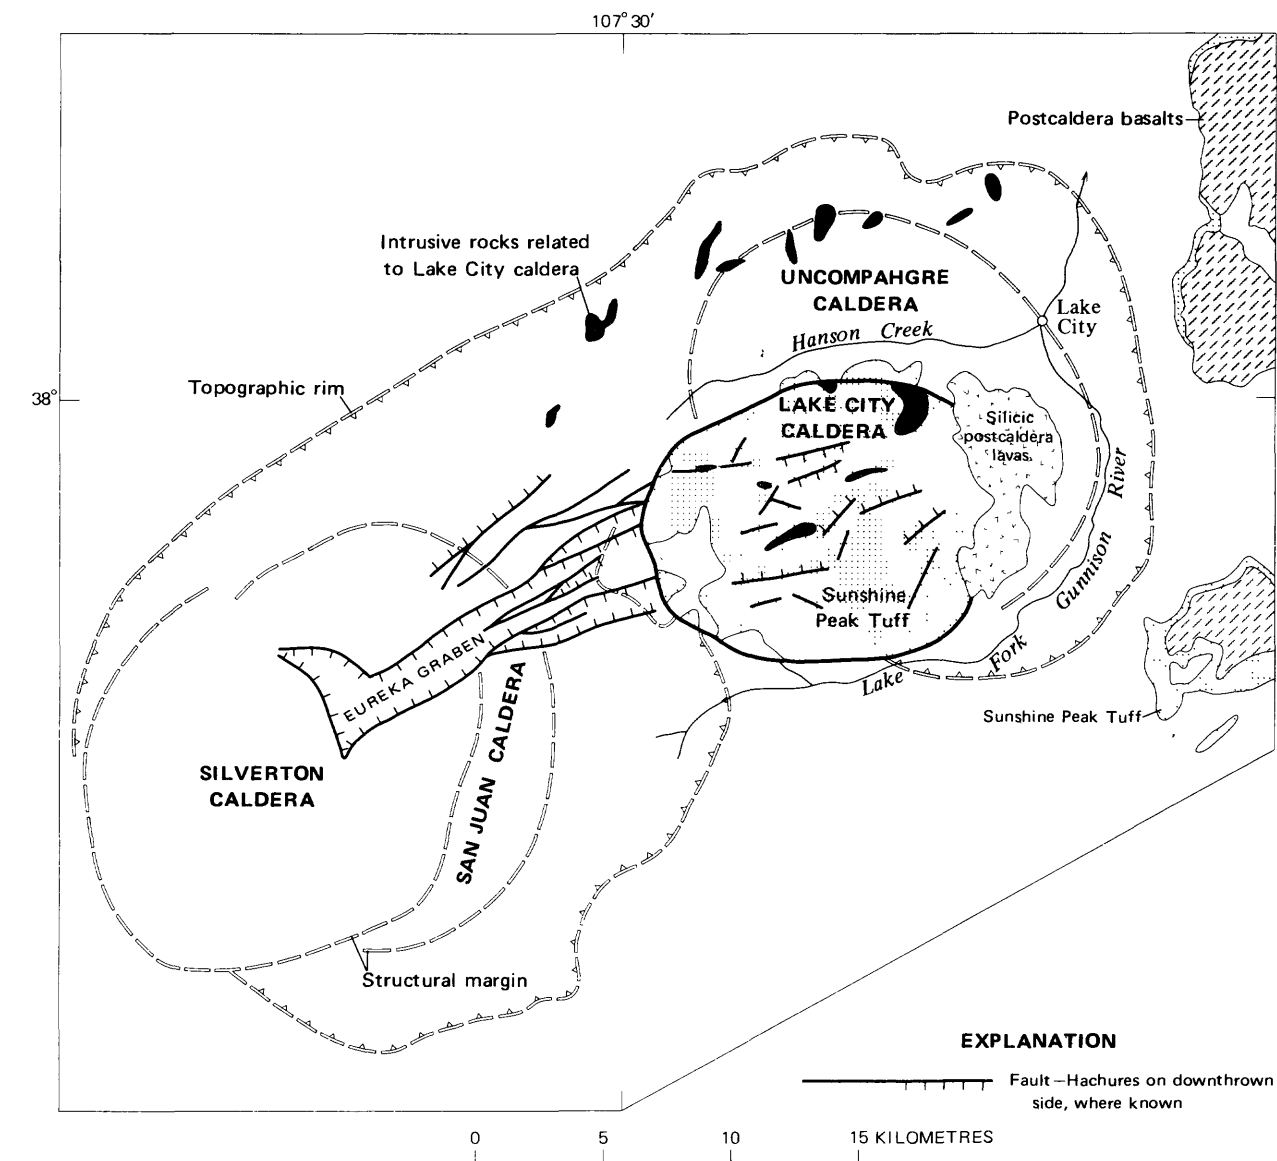 107°30′
Postcaldera basalts
Intrusive rocks related
to Lake City caldera
UNCOMPAHGRE
CALDERA
Lake
City
Hanson Creek
Topographic rim
38°
LAKE CITY
CALDERA
Silicic
postcaldera
lavas
River
Gunnison
Fork
Lake
Sunshine
Peak Tuff
EUREKA GRABEN
SAN JUAN CALDERA
Sunshine Peak Tuff
SILVERTON
CALDERA
Structural margin
EXPLANATION
Fault—Hachures on downthrown
side, where known
0 5 10 15 KILOMETRES